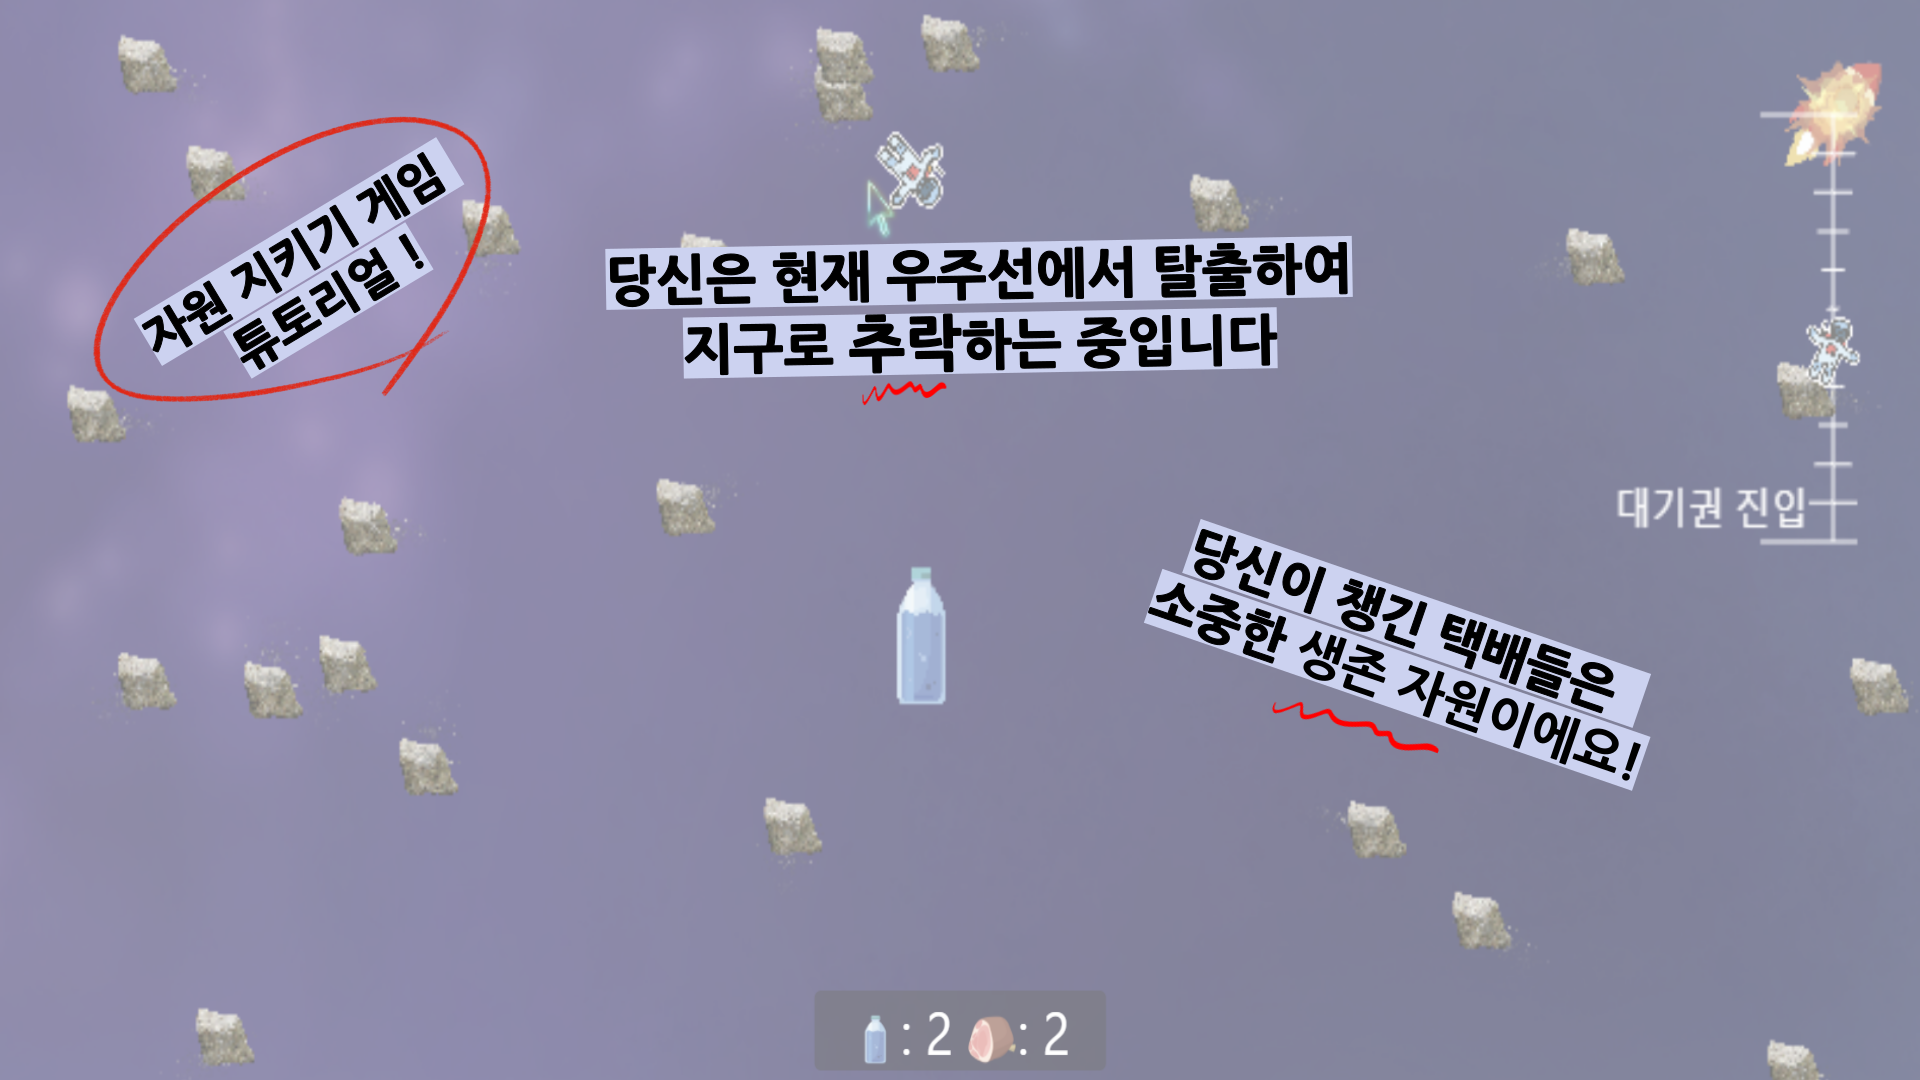 자원 지키기 게임
튜토리얼 !
당신은 현재 우주선에서 탈출하여
지구로 추락하는 중입니다
대기권 진입
당신이 챙긴 택배들은
소중한 생존 자원이에요!
: 2 : 2